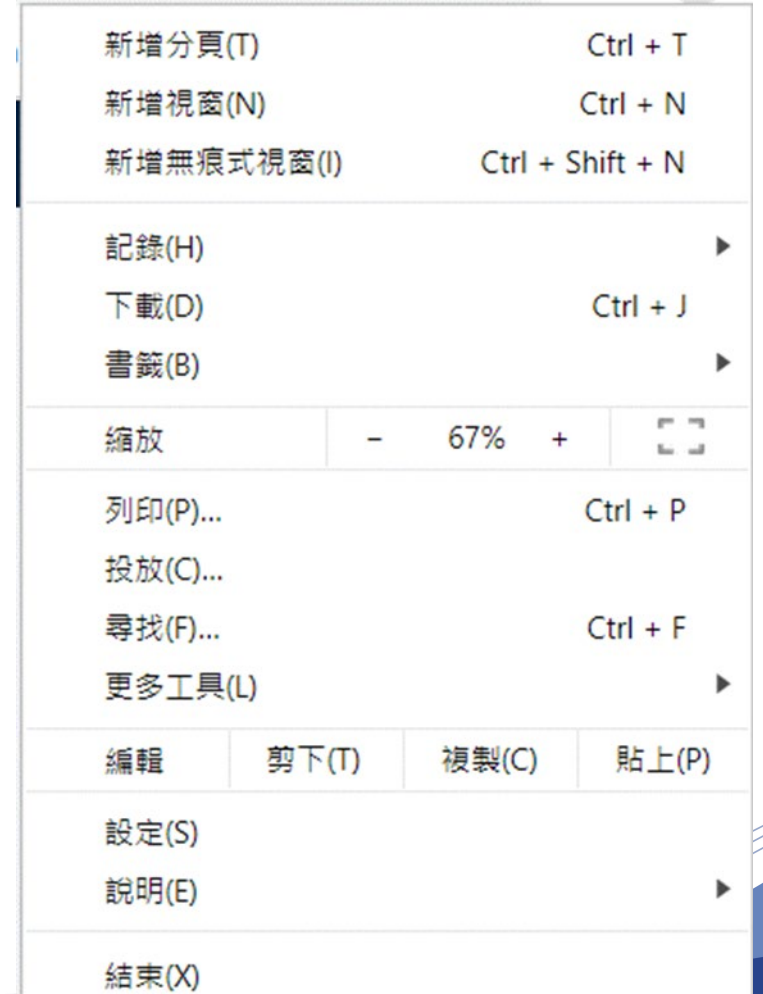 新增分頁(T) Ctrl + T
新增視窗(N) Ctrl + N
新增無痕式視窗(I) Ctrl + Shift + N
記錄(H)
下載(D) Ctrl + J
書籤(B)
縮放 - 67% +
列印(P)... Ctrl + P
投放(C)...
尋找(F)... Ctrl + F
更多工具(L)
編輯 剪下(T) 複製(C) 貼上(P)
設定(S)
說明(E)
結束(X)